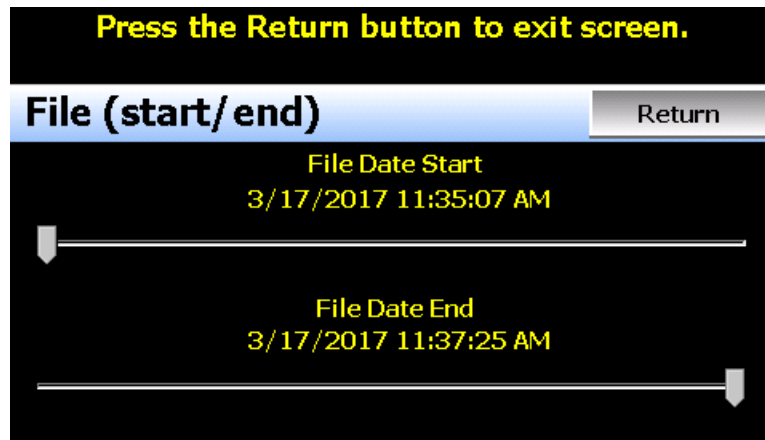 Press the Return button to exit screen.
File (start/end)
Return
File Date Start
3/17/2017 11:35:07 AM
File Date End
3/17/2017 11:37:25 AM